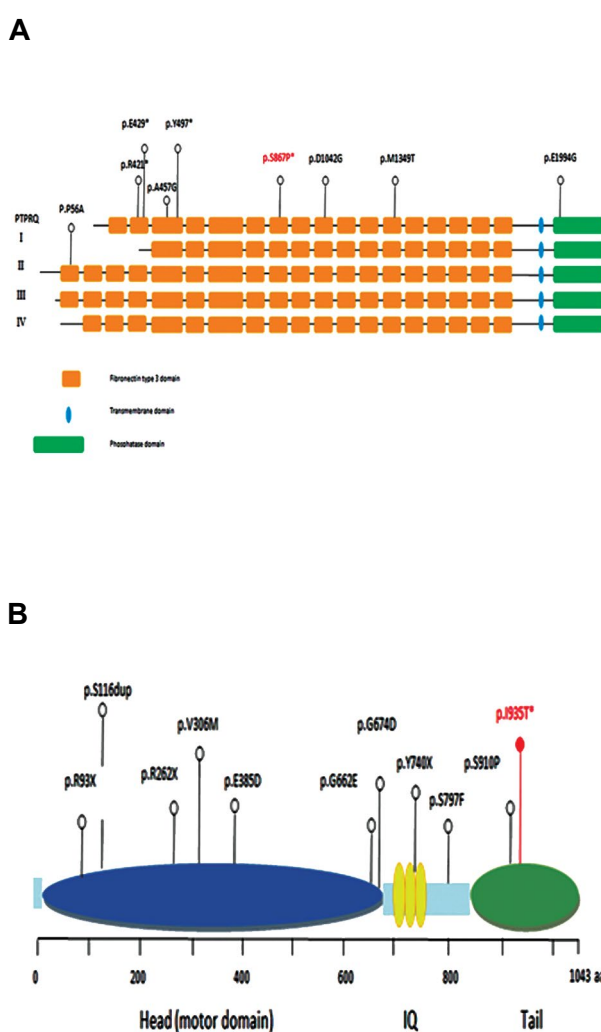 A
p.E429* p.Y497*
p.R421* p.S867P* p.D1042G p.M1349T p.E1994G
p.A457G
P.P56A
PTPRQ
I
II
III
IV
Fibronectin type 3 domain
Transmembrane domain
Phosphatase domain
B
p.S116dup
p.I935T*
p.V306M p.G674D
p.R93X p.R262X p.E385D p.G662E p.Y740X p.S910P
p.S797F
0 200 400 600 800 1043 aa
Head (motor domain) IQ Tail